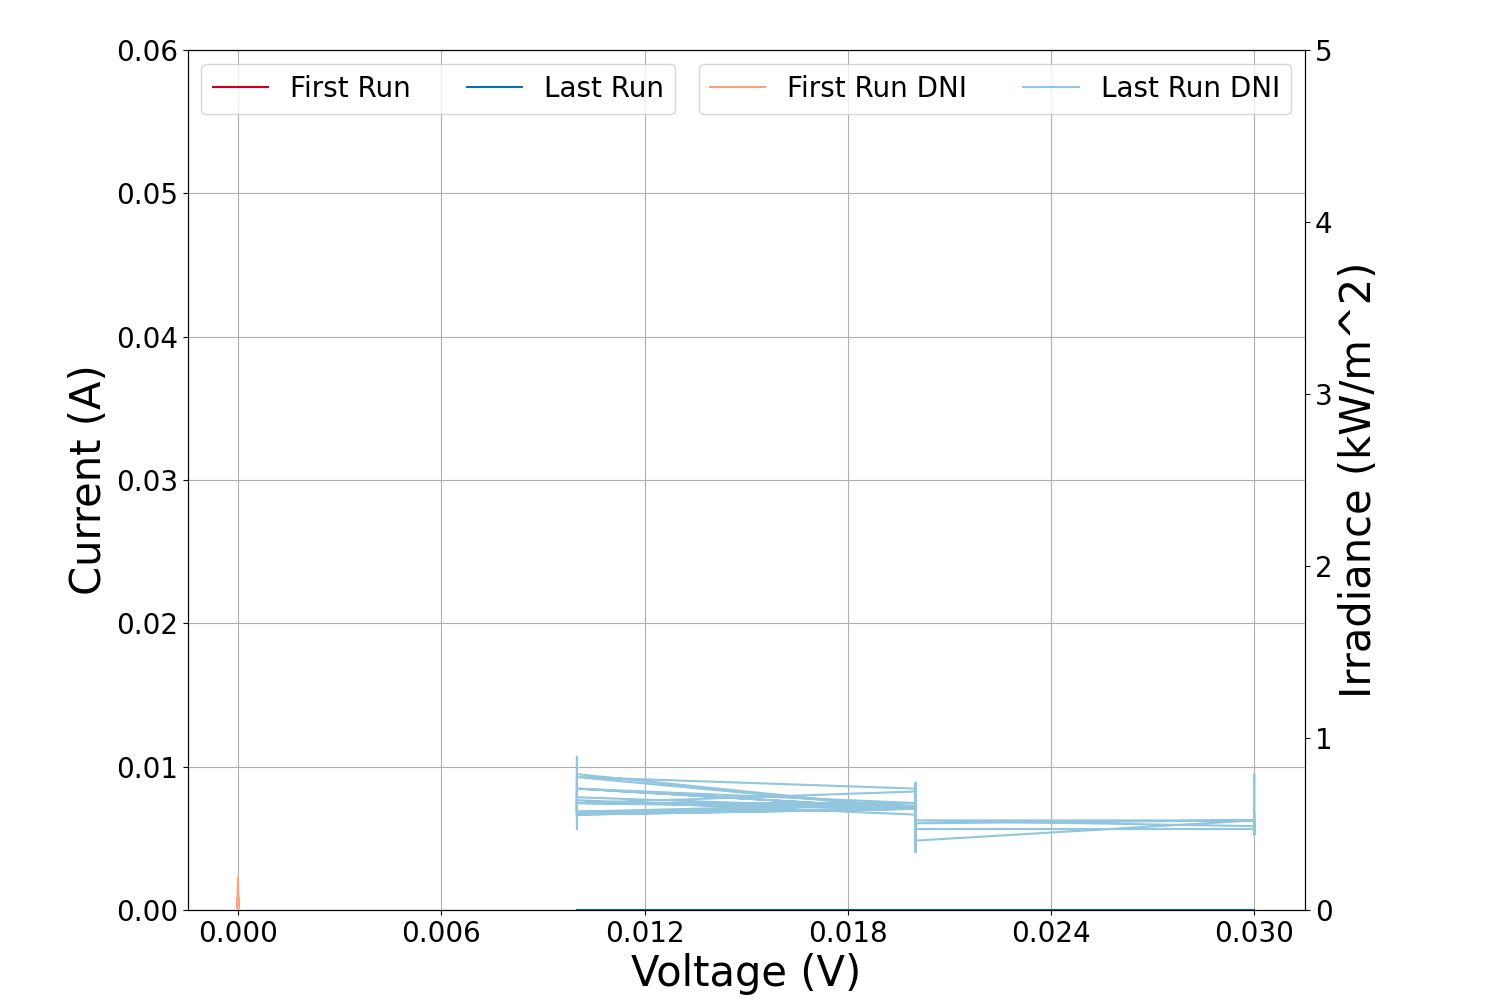 First Run
Last Run
First Run DNI
Last Run DNI
0.06
0.05
0.04
0.03
0.02
0.01
0.00
Current (A)
5
4
3
2
1
0
Irradiance (kW/m^2)
0.000 0.006 0.012 0.018 0.024 0.030
Voltage (V)